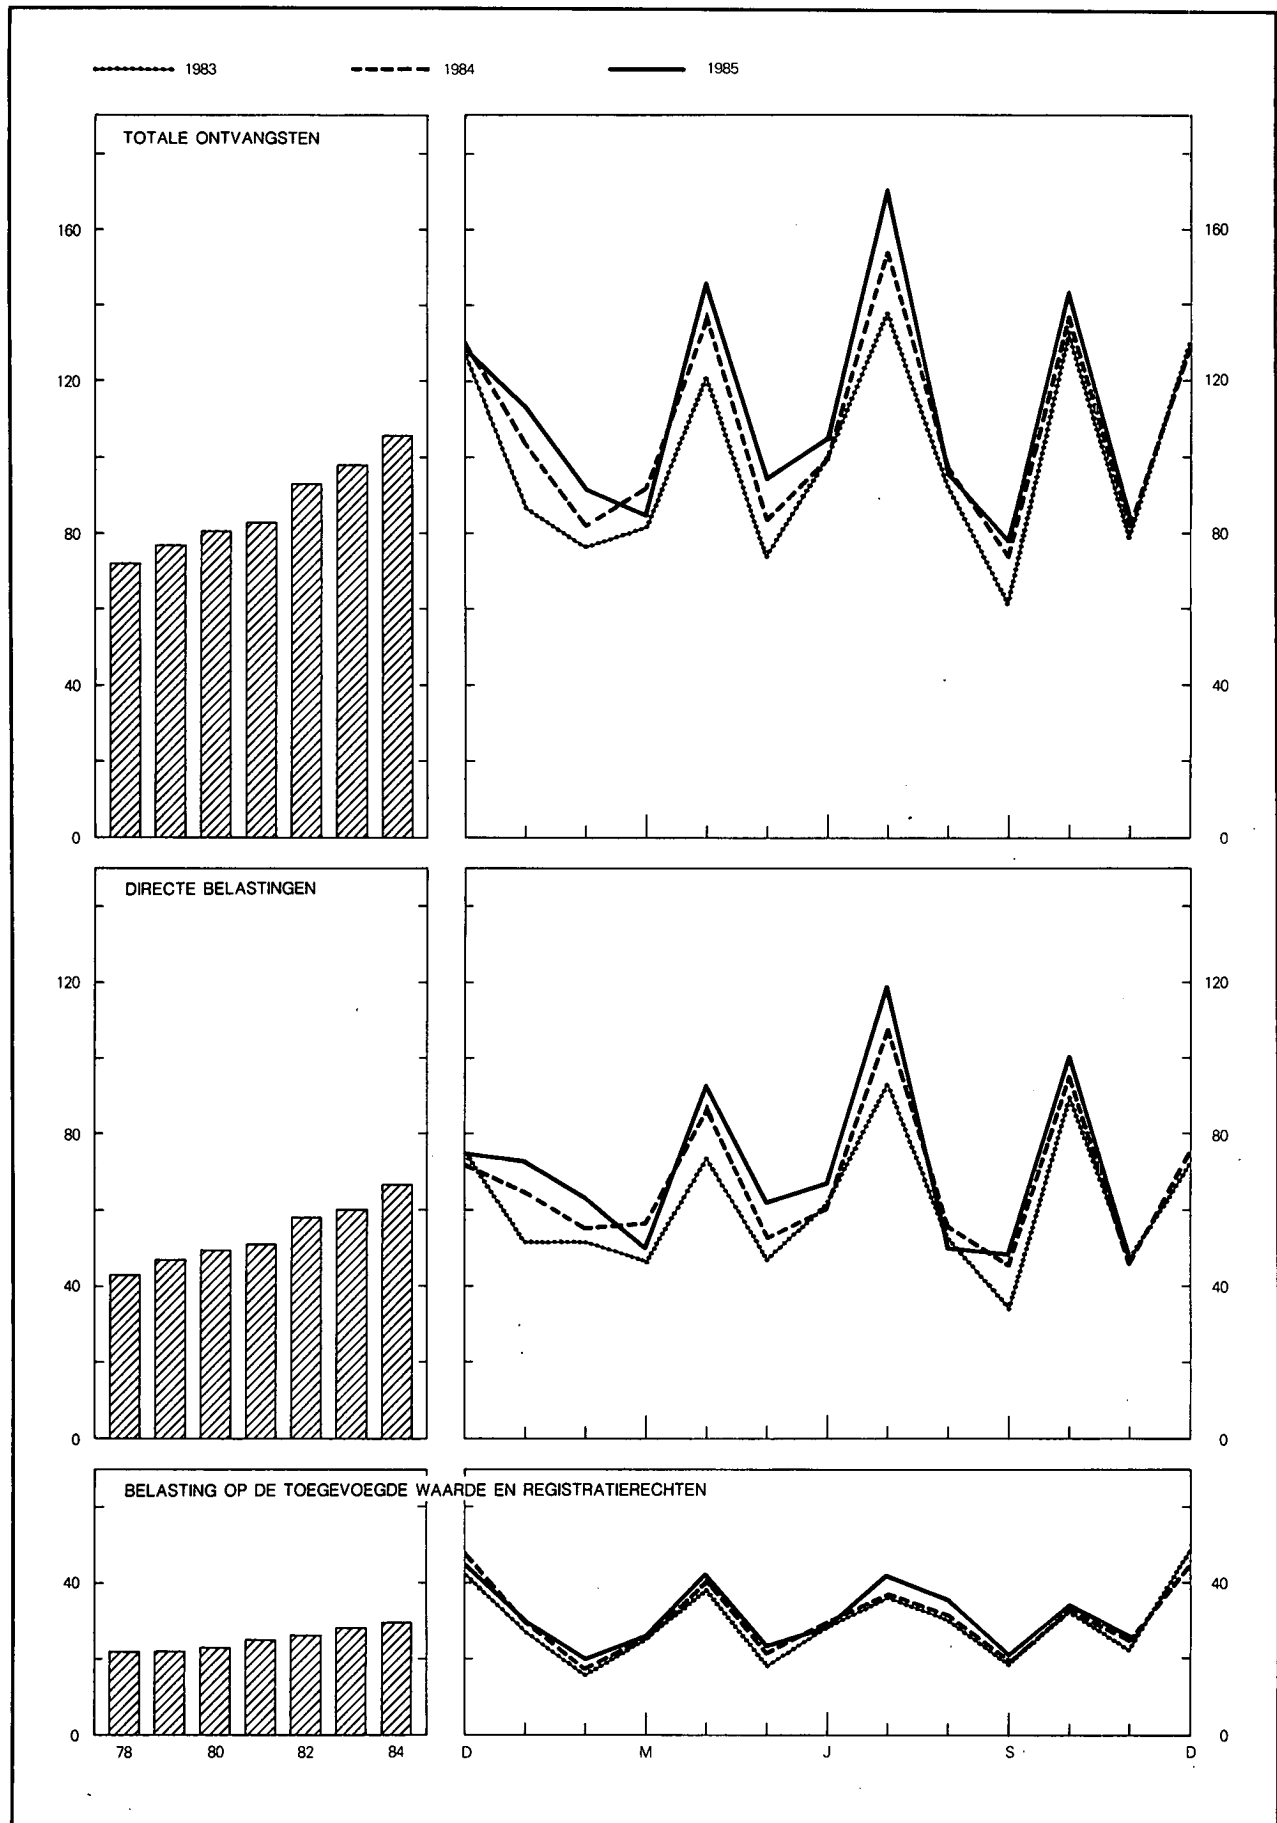 1983 1984 1985
TOTALE ONTVANGSTEN
160 160
120 120
80 80
40 40
0 0
DIRECTE BELASTINGEN
120 120
80 80
40 40
0 0
BELASTING OP DE TOEGEVOEGDE WAARDE EN REGISTRATIERECHTEN
40 40
0 0
78 80 82 84 D M J S D